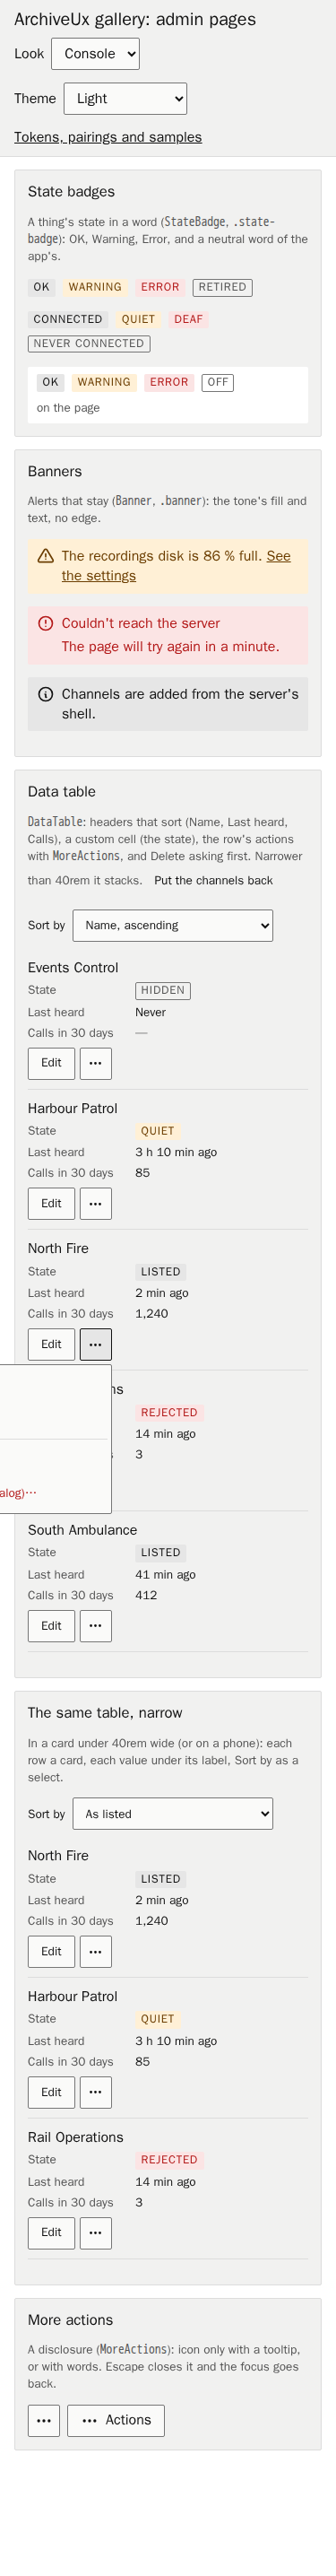 ArchiveUx gallery: admin pages
Look Console
Theme Light
Tokens, pairings and samples
State badges
A thing's state in a word (StateBadge, .state-
badge): OK, Warning, Error, and a neutral word of the
app's.
OK WARNING ERROR RETIRED
CONNECTED QUIET DEAF
NEVER CONNECTED
OK WARNING ERROR OFF
on the page
Banners
Alerts that stay (Banner, .banner): the tone's fill and
text, no edge.
The recordings disk is 86 % full. See
the settings
Couldn't reach the server
The page will try again in a minute.
Channels are added from the server's
shell.
Data table
DataTable: headers that sort (Name, Last heard,
Calls), a custom cell (the state), the row's actions
with MoreActions, and Delete asking first. Narrower
than 40rem it stacks. Put the channels back
Sort by Name, ascending
Events Control
State HIDDEN
Last heard Never
Calls in 30 days —
Edit ···
Harbour Patrol
State QUIET
Last heard 3 h 10 min ago
Calls in 30 days 85
Edit ···
North Fire
State LISTED
Last heard 2 min ago
Calls in 30 days 1,240
Edit ···
ns
REJECTED
14 min ago
s 3
alog)···
South Ambulance
State LISTED
Last heard 41 min ago
Calls in 30 days 412
Edit ···
The same table, narrow
In a card under 40rem wide (or on a phone): each
row a card, each value under its label, Sort by as a
select.
Sort by As listed
North Fire
State LISTED
Last heard 2 min ago
Calls in 30 days 1,240
Edit ···
Harbour Patrol
State QUIET
Last heard 3 h 10 min ago
Calls in 30 days 85
Edit ···
Rail Operations
State REJECTED
Last heard 14 min ago
Calls in 30 days 3
Edit ···
More actions
A disclosure (MoreActions): icon only with a tooltip,
or with words. Escape closes it and the focus goes
back.
··· ··· Actions